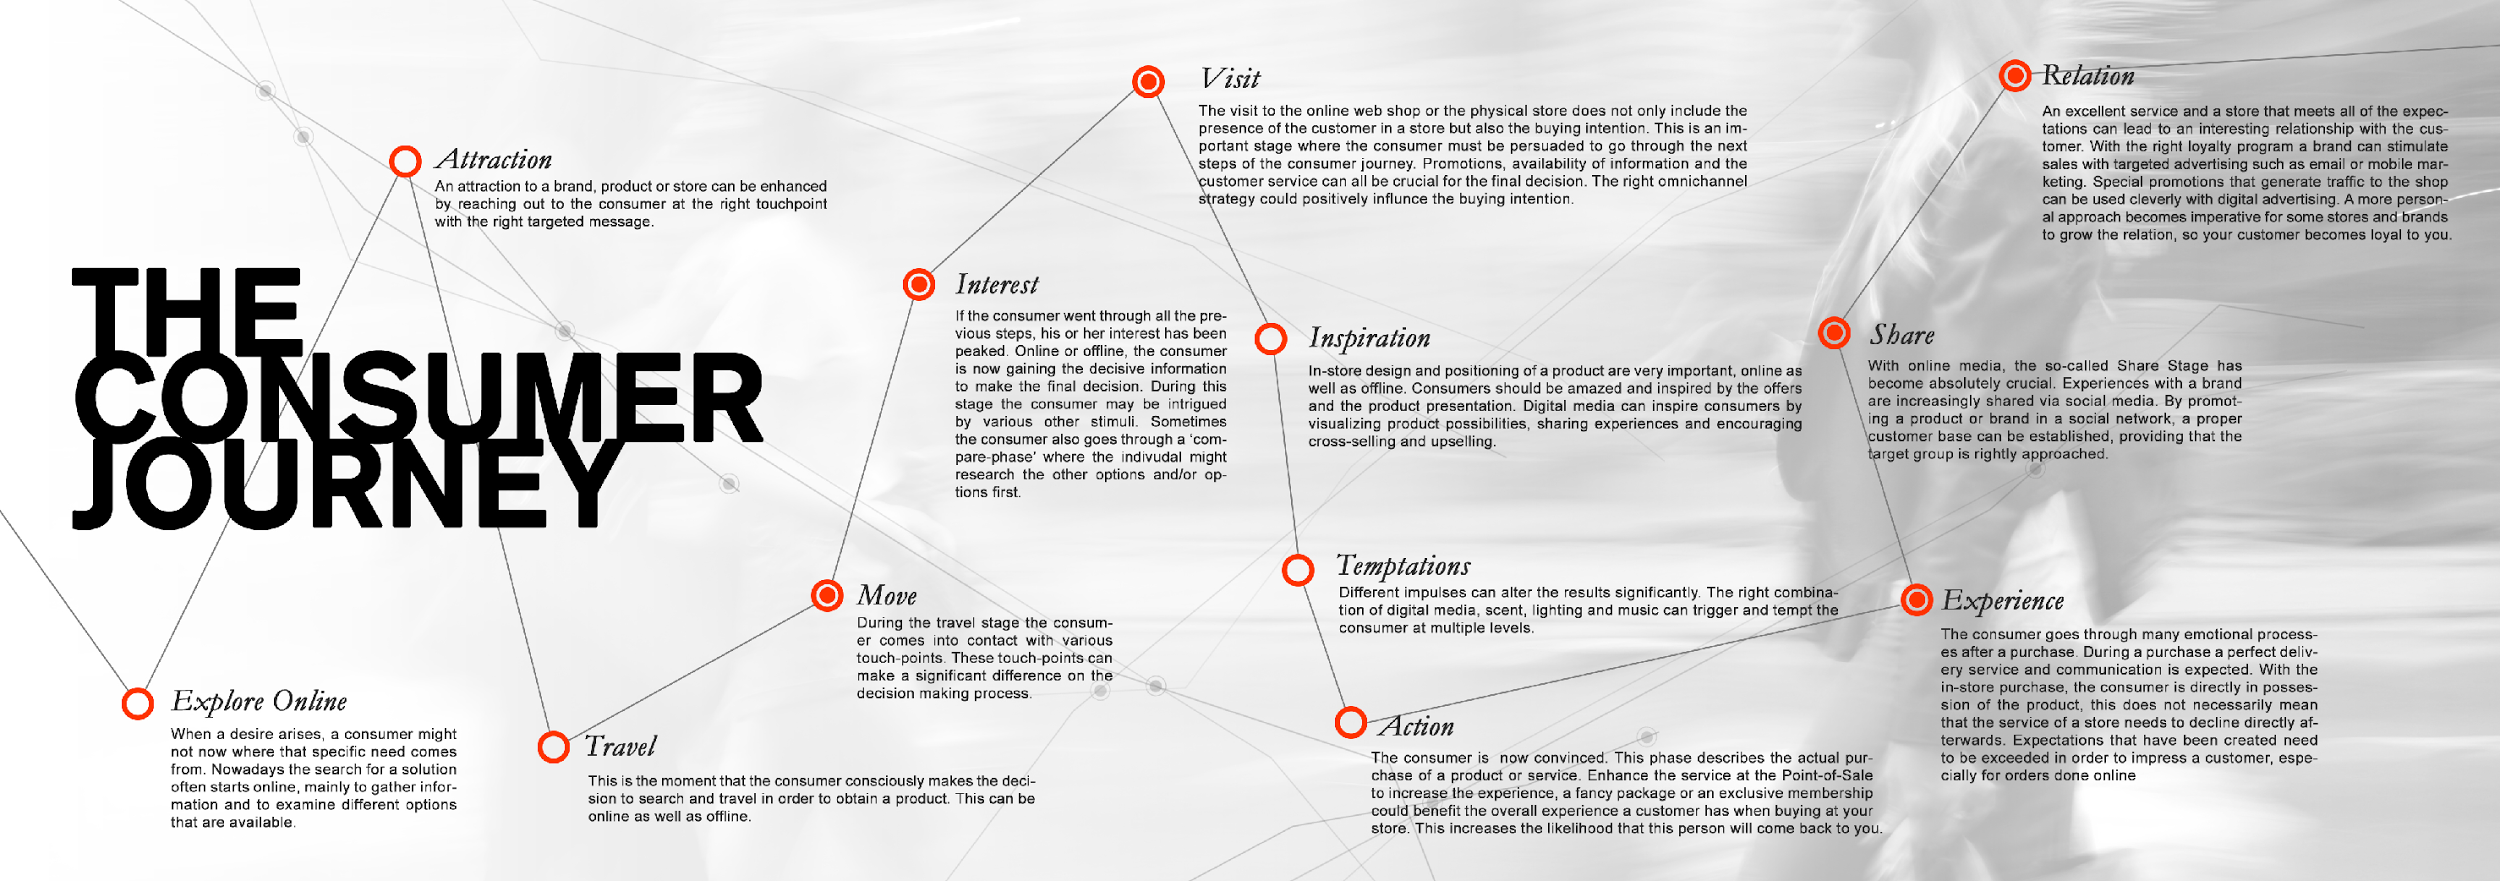 THE
CONSUMER
JOURNEY
Explore Online
When a desire arises, a consumer might
not now where that specific need comes
from. Nowadays the search for a solution
often starts online, mainly to gather infor-
mation and to examine different options
that are available.
Attraction
An attraction to a brand, product or store can be enhanced
by reaching out to the consumer at the right touchpoint
with the right targeted message.
Travel
This is the moment that the consumer consciously makes the deci-
sion to search and travel in order to obtain a product. This can be
online as well as offline.
Move
During the travel stage the consum-
er comes into contact with various
touch-points. These touch-points can
make a significant difference on the
decision making process.
Interest
If the consumer went through all the pre-
vious steps, his or her interest has been
peaked. Online or offline, the consumer
is now gaining the decisive information
to make the final decision. During this
stage the consumer may be intrigued
by various other stimuli. Sometimes
the consumer also goes through a ‘com-
pare-phase’ where the indivudal might
research the other options and/or op-
tions first.
Visit
The visit to the online web shop or the physical store does not only include the
presence of the customer in a store but also the buying intention. This is an im-
portant stage where the consumer must be persuaded to go through the next
steps of the consumer journey. Promotions, availability of information and the
customer service can all be crucial for the final decision. The right omnichannel
strategy could positively influnce the buying intention.
Inspiration
In-store design and positioning of a product are very important, online as
well as offline. Consumers should be amazed and inspired by the offers
and the product presentation. Digital media can inspire consumers by
visualizing product possibilities, sharing experiences and encouraging
cross-selling and upselling.
Temptations
Different impulses can alter the results significantly. The right combina-
tion of digital media, scent, lighting and music can trigger and tempt the
consumer at multiple levels.
Action
The consumer is now convinced. This phase describes the actual pur-
chase of a product or service. Enhance the service at the Point-of-Sale
to increase the experience, a fancy package or an exclusive membership
could benefit the overall experience a customer has when buying at your
store. This increases the likelihood that this person will come back to you.
Experience
The consumer goes through many emotional process-
es after a purchase. During a purchase a perfect deliv-
ery service and communication is expected. With the
in-store purchase, the consumer is directly in posses-
sion of the product, this does not necessarily mean
that the service of a store needs to decline directly af-
terwards. Expectations that have been created need
to be exceeded in order to impress a customer, espe-
cially for orders done online
Share
With online media, the so-called Share Stage has
become absolutely crucial. Experiences with a brand
are increasingly shared via social media. By promot-
ing a product or brand in a social network, a proper
customer base can be established, providing that the
target group is rightly approached.
Relation
An excellent service and a store that meets all of the expec-
tations can lead to an interesting relationship with the cus-
tomer. With the right loyalty program a brand can stimulate
sales with targeted advertising such as email or mobile mar-
keting. Special promotions that generate traffic to the shop
can be used cleverly with digital advertising. A more person-
al approach becomes imperative for some stores and brands
to grow the relation, so your customer becomes loyal to you.